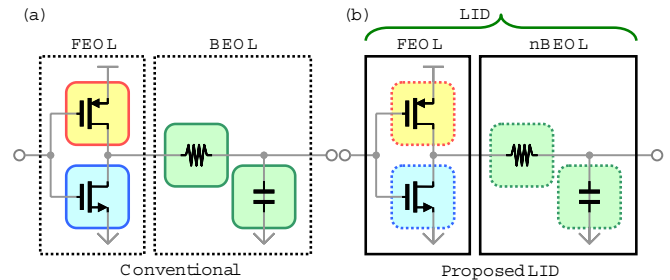 (a)
FEOL
BEOL
Conventional
(b)
LID
FEOL
nBEOL
Proposed LID